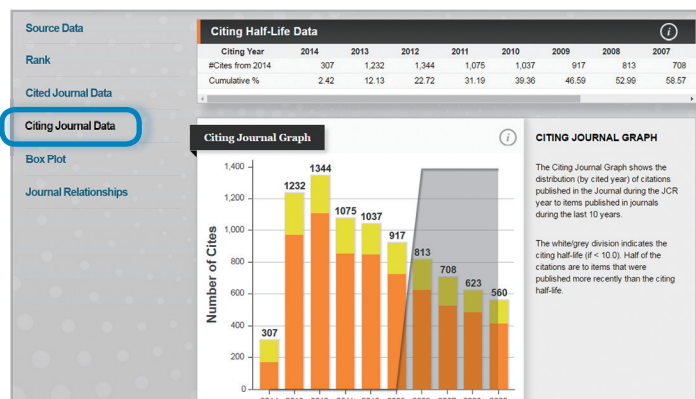 Source Data
Rank
Cited Journal Data
Citing Journal Data
Box Plot
Journal Relationships
Citing Half-Life Data
i
Citing Year 2014 2013 2012 2011 2010 2009 2008 2007
#Cites from 2014 307 1,232 1,344 1,075 1,037 917 813 708
Cumulative % 2.42 12.13 22.72 31.19 39.36 46.59 52.99 58.57
Citing Journal Graph
i
Number of Cites
1,400
1,200
1,000
800
600
400
200
0
307
1232
1344
1075
1037
917
813
708
623
560
CITING JOURNAL GRAPH
The Citing Journal Graph shows the
distribution (by cited year) of citations
published in the Journal during the JCR
year to items published in journals
during the last 10 years.
The white/grey division indicates the
citing half-life (if < 10.0). Half of the
citations are to items that were
published more recently than the citing
half-life.